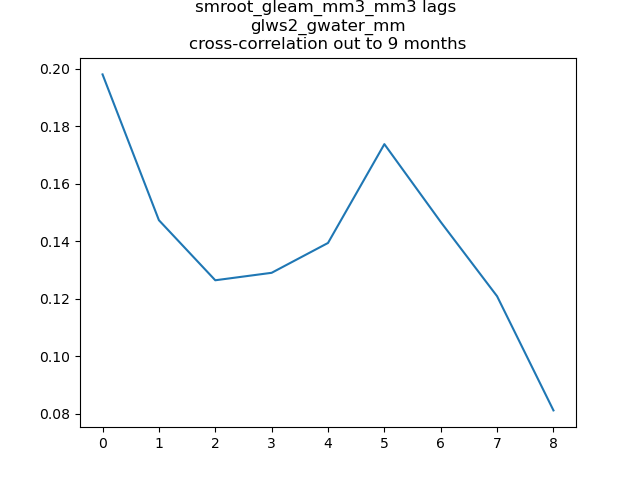 smroot_gleam_mm3_mm3 lags
glws2_gwater_mm
cross-correlation out to 9 months
0.20
0.18
0.16
0.14
0.12
0.10
0.08
0 1 2 3 4 5 6 7 8